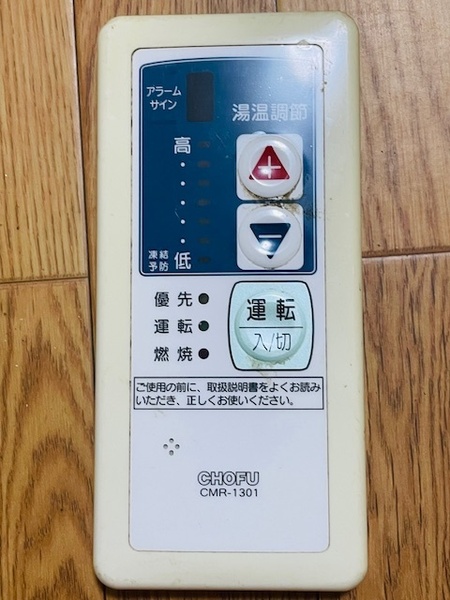 アラーム
サイン
湯温調節
高
+
−
凍結
予防
低
優先
運転
燃焼
運転
入/切
ご使用の前に、取扱説明書をよくお読み
いただき、正しくお使いください。
CHOFU
CMR-1301